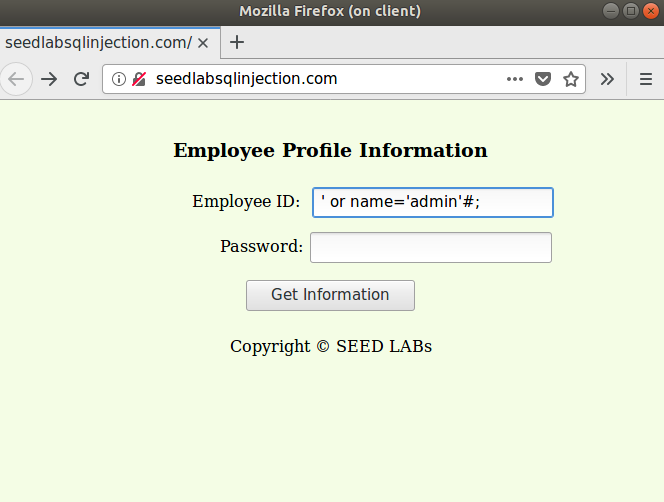 Mozilla Firefox (on client)
seedlabsqlinjection.com/
seedlabsqlinjection.com
Employee Profile Information
Employee ID: ' or name='admin'#;
Password:
Get Information
Copyright © SEED LABs